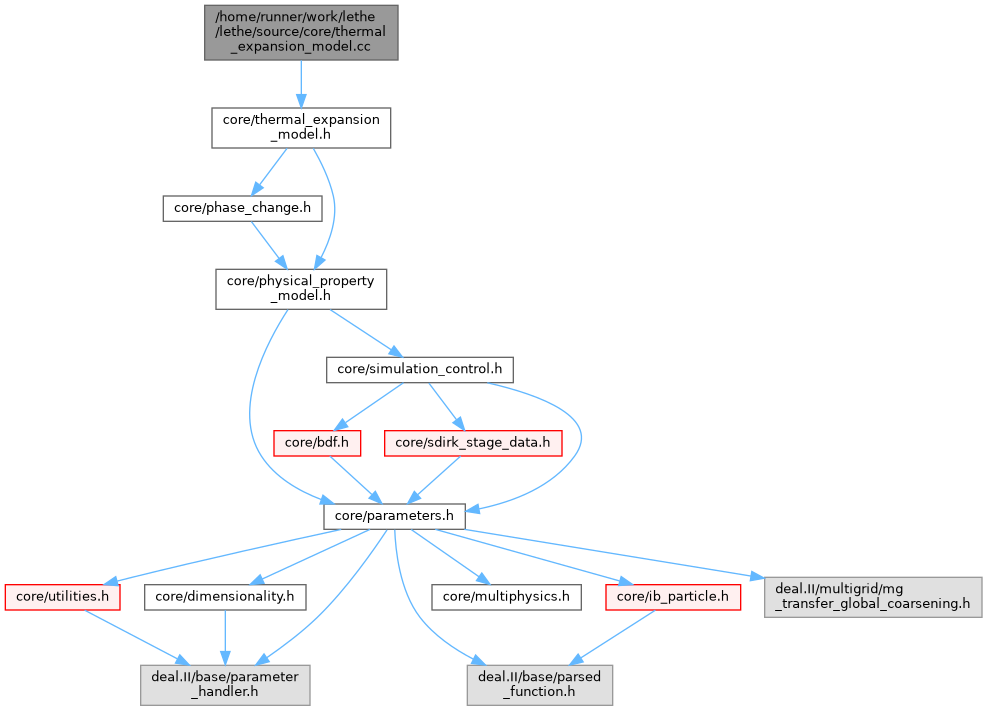 /home/runner/work/lethe
/lethe/source/core/thermal
_expansion_model.cc
core/thermal_expansion
_model.h
core/phase_change.h
core/physical_property
_model.h
core/simulation_control.h
core/bdf.h
core/sdirk_stage_data.h
core/parameters.h
core/utilities.h
core/dimensionality.h
core/multiphysics.h
core/ib_particle.h
deal.II/multigrid/mg
_transfer_global_coarsening.h
deal.II/base/parameter
_handler.h
deal.II/base/parsed
_function.h